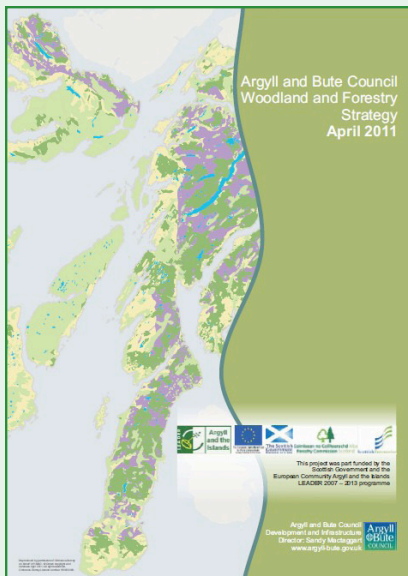 Argyll and Bute Council
Woodland and Forestry
Strategy
April 2011
Argyll
and the
Islands
This project was part funded by the
Scottish Government and the
European Community Argyll and the Islands
LEADER 2007 – 2013 programme
Argyll and Bute Council
Development and Infrastructure
Director: Sandy Mactaggart
www.argyll-bute.gov.uk
Argyll
&Bute
COUNCIL